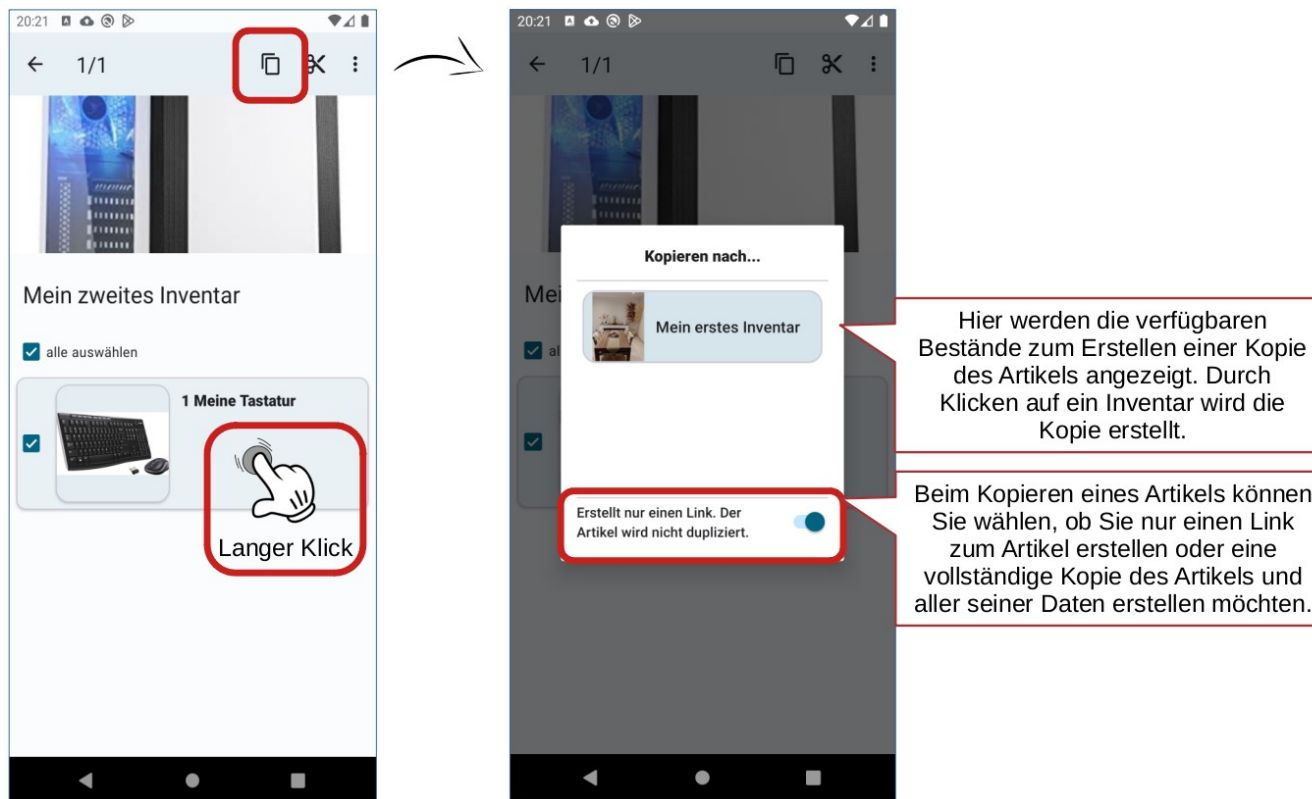 20:21
1/1
Mein zweites Inventar
alle auswählen
1 Meine Tastatur
Langer Klick
20:21
1/1
Mei
Kopieren nach...
Mein erstes Inventar
al
Erstellt nur einen Link. Der
Artikel wird nicht dupliziert.
Hier werden die verfügbaren
Bestände zum Erstellen einer Kopie
des Artikels angezeigt. Durch
Klicken auf ein Inventar wird die
Kopie erstellt.
Beim Kopieren eines Artikels können
Sie wählen, ob Sie nur einen Link
zum Artikel erstellen oder eine
vollständige Kopie des Artikels und
aller seiner Daten erstellen möchten.